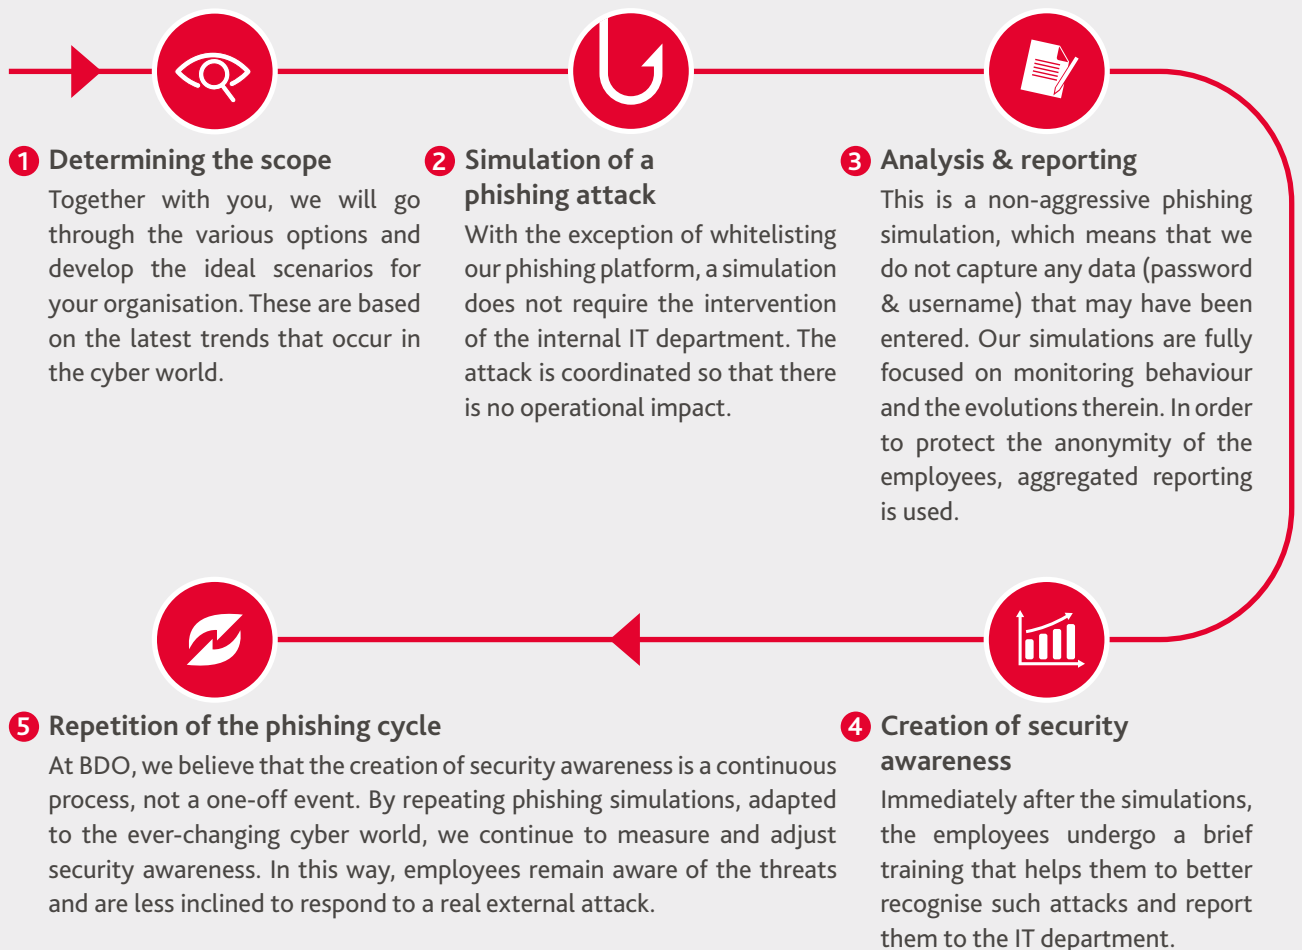 1 Determining the scope
Together with you, we will go
through the various options and
develop the ideal scenarios for
your organisation. These are based
on the latest trends that occur in
the cyber world.
2 Simulation of a
phishing attack
With the exception of whitelisting
our phishing platform, a simulation
does not require the intervention
of the internal IT department. The
attack is coordinated so that there
is no operational impact.
3 Analysis & reporting
This is a non-aggressive phishing
simulation, which means that we
do not capture any data (password
& username) that may have been
entered. Our simulations are fully
focused on monitoring behaviour
and the evolutions therein. In order
to protect the anonymity of the
employees, aggregated reporting
is used.
4 Creation of security
awareness
Immediately after the simulations,
the employees undergo a brief
training that helps them to better
recognise such attacks and report
them to the IT department.
5 Repetition of the phishing cycle
At BDO, we believe that the creation of security awareness is a continuous
process, not a one-off event. By repeating phishing simulations, adapted
to the ever-changing cyber world, we continue to measure and adjust
security awareness. In this way, employees remain aware of the threats
and are less inclined to respond to a real external attack.